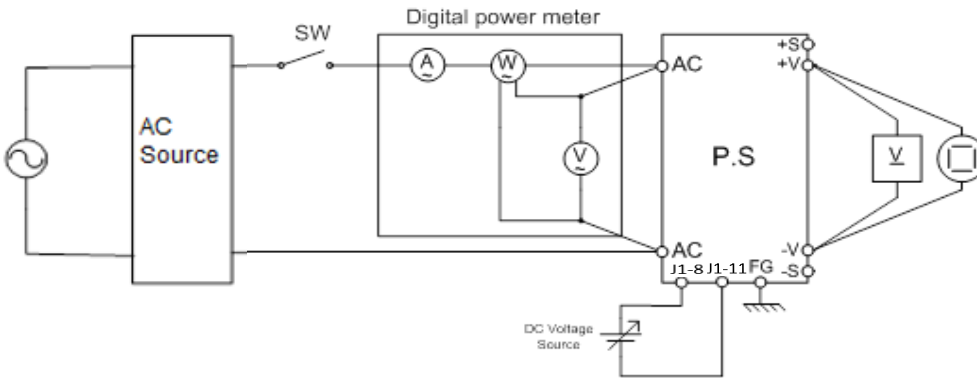 Digital power meter
SW
A
~
W
~
AC
AC
Source
V
~
P.S
+S
+V
V
AC
-V
-S
J1-8 J1-11 FG
DC Voltage
Source